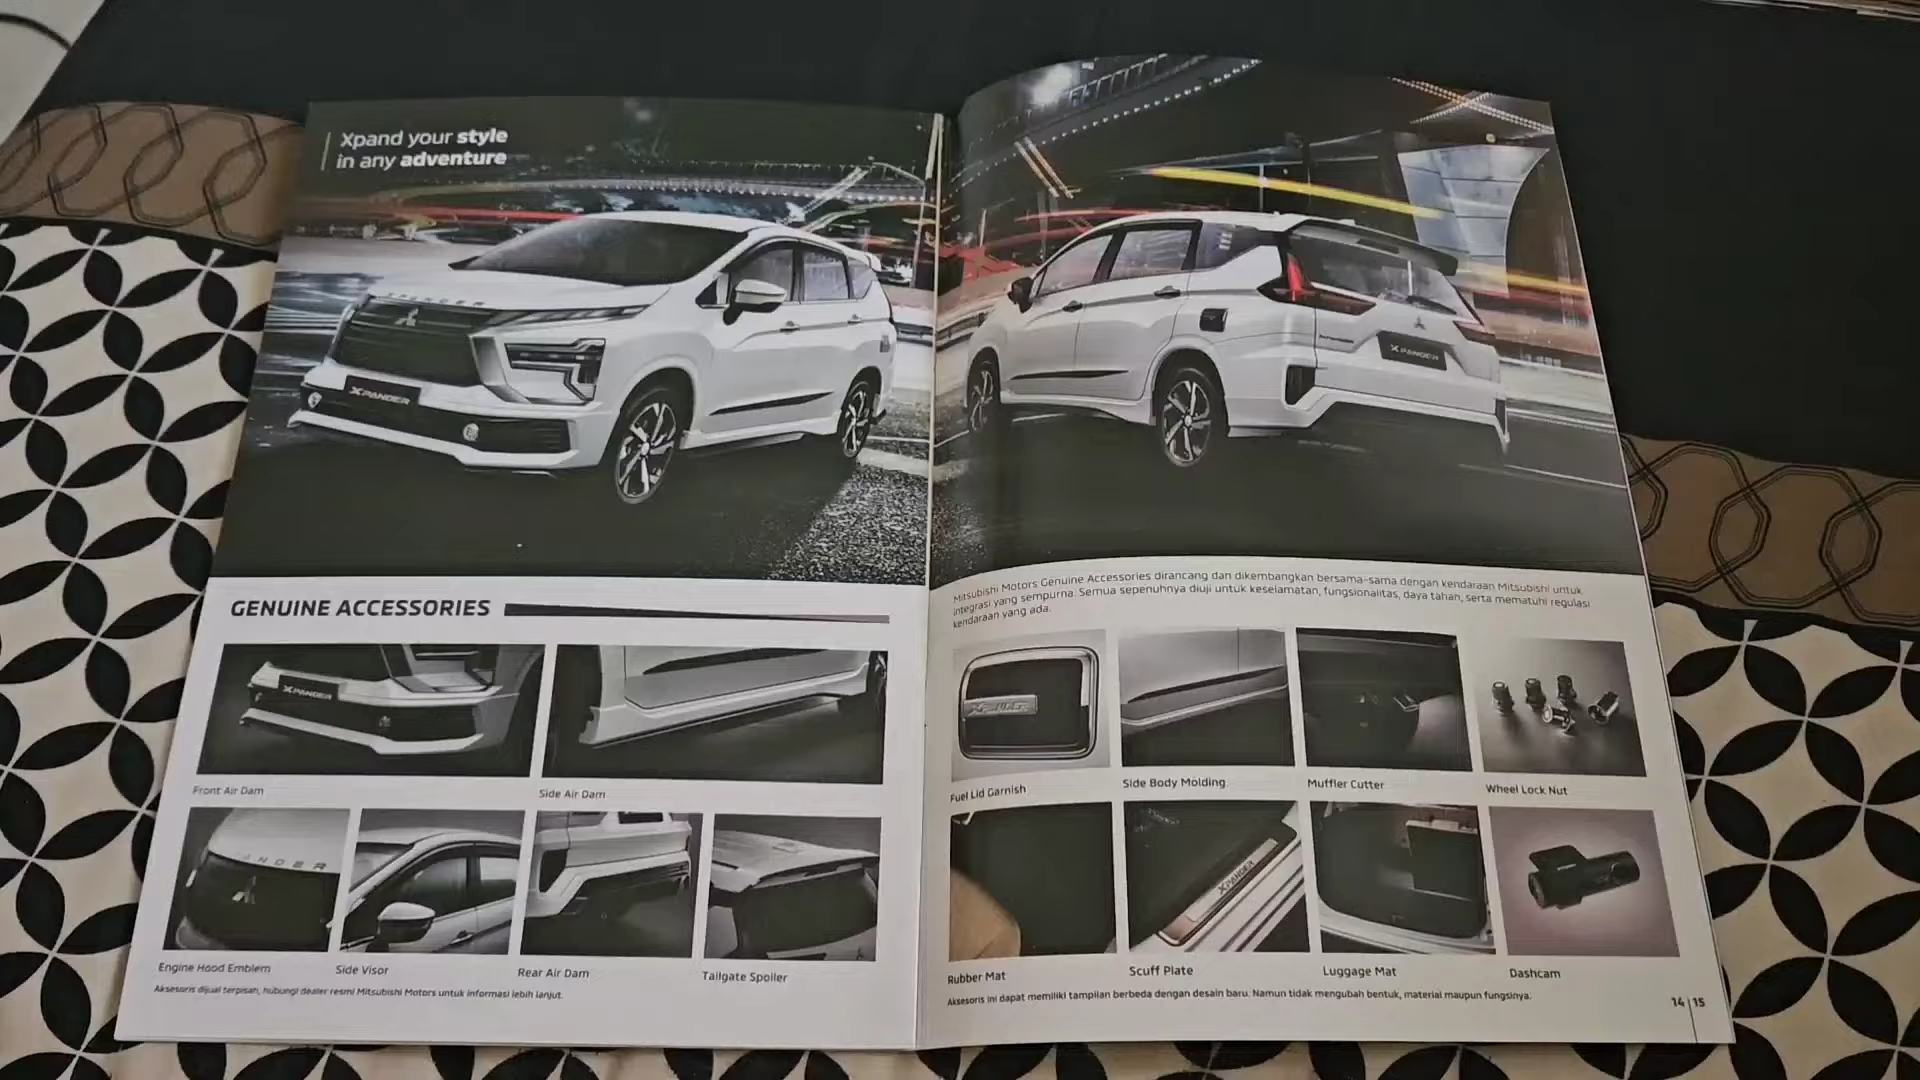 Xpand your style
in any adventure
XPANDER
XPANDER
XPANDER
GENUINE ACCESSORIES
XPANDER
Front Air Dam
Side Air Dam
Engine Hood Emblem
Side Visor
Rear Air Dam
Tailgate Spoiler
Aksesoris dijual terpisah, hubungi dealer resmi Mitsubishi Motors untuk informasi lebih lanjut.
Mitsubishi Motors Genuine Accessories dirancang dan dikembangkan bersama-sama dengan kendaraan Mitsubishi untuk
integrasi yang sempurna. Semua sepenuhnya diuji untuk keselamatan, fungsionalitas, daya tahan, serta mematuhi regulasi
kendaraan yang ada.
Fuel Lid Garnish
Side Body Molding
Muffler Cutter
Wheel Lock Nut
XPANDER
Rubber Mat
Scuff Plate
Luggage Mat
Dashcam
Aksesoris ini dapat memiliki tampilan berbeda dengan desain baru. Namun tidak mengubah bentuk, material maupun fungsinya.
14 | 15